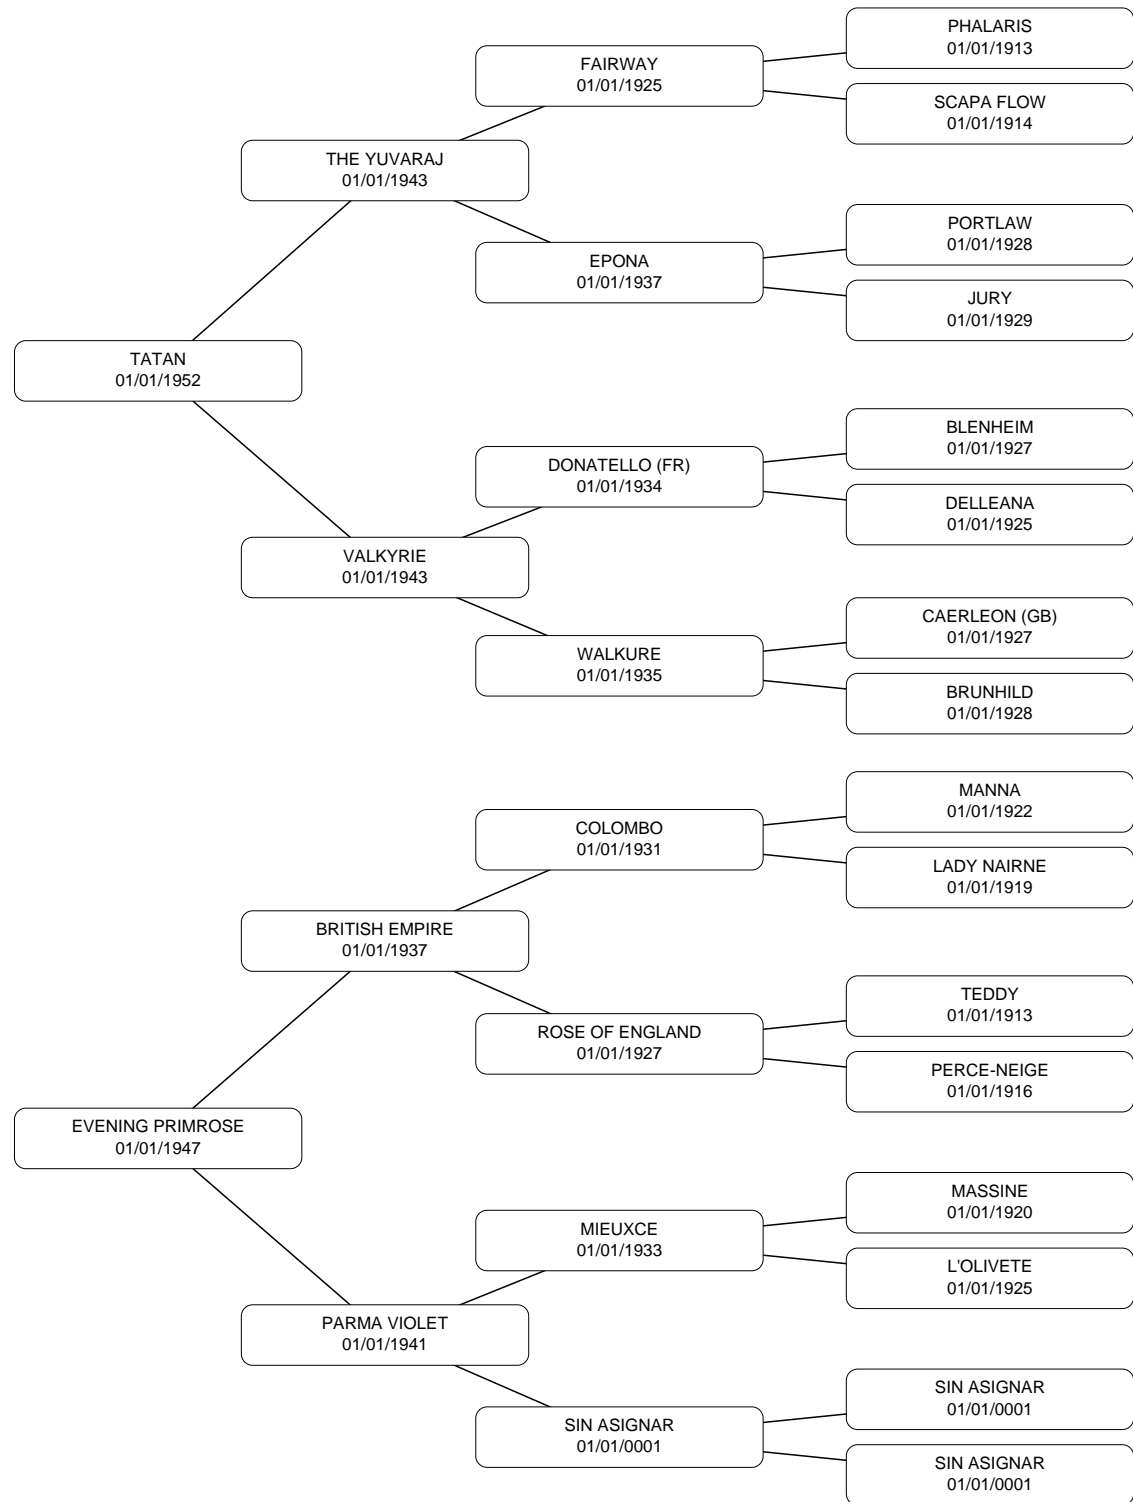 PHALARIS
01/01/1913
FAIRWAY
01/01/1925
SCAPA FLOW
01/01/1914
THE YUVARAJ
01/01/1943
PORTLAW
01/01/1928
EPONA
01/01/1937
JURY
01/01/1929
TATAN
01/01/1952
BLENHEIM
01/01/1927
DONATELLO (FR)
01/01/1934
DELLEANA
01/01/1925
VALKYRIE
01/01/1943
CAERLEON (GB)
01/01/1927
WALKURE
01/01/1935
BRUNHILD
01/01/1928
MANNA
01/01/1922
COLOMBO
01/01/1931
LADY NAIRNE
01/01/1919
BRITISH EMPIRE
01/01/1937
TEDDY
01/01/1913
ROSE OF ENGLAND
01/01/1927
PERCE-NEIGE
01/01/1916
EVENING PRIMROSE
01/01/1947
MASSINE
01/01/1920
MIEUXCE
01/01/1933
L'OLIVETE
01/01/1925
PARMA VIOLET
01/01/1941
SIN ASIGNAR
01/01/0001
SIN ASIGNAR
01/01/0001
SIN ASIGNAR
01/01/0001